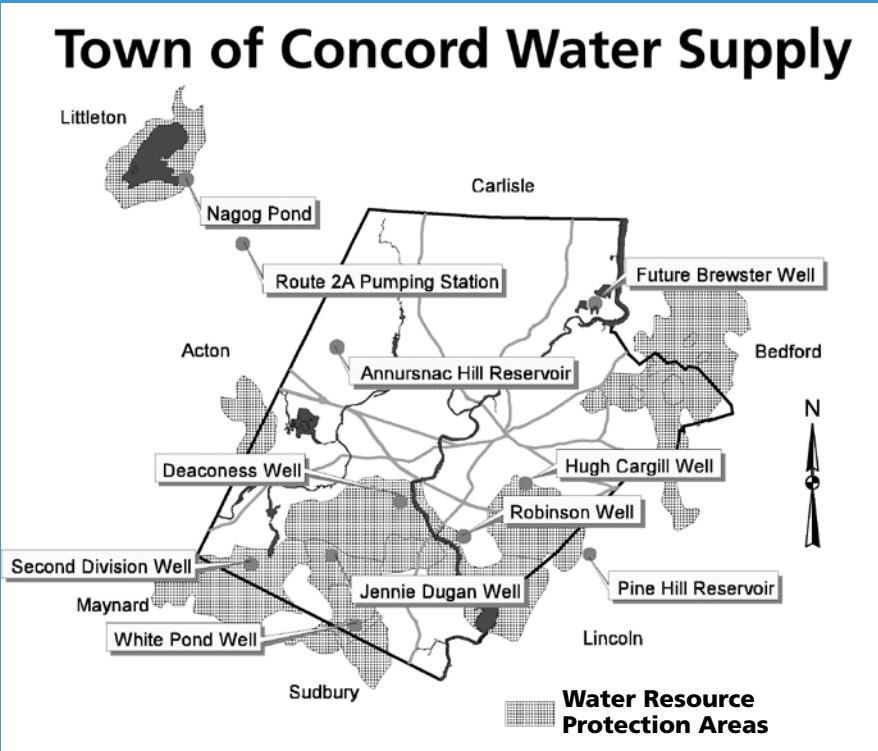 Town of Concord Water Supply
Littleton
Carlisle
Nagog Pond
Route 2A Pumping Station
Future Brewster Well
Acton
Bedford
Annursnac Hill Reservoir
N
Deaconess Well
Hugh Cargill Well
Robinson Well
Second Division Well
Jennie Dugan Well
Pine Hill Reservoir
Maynard
White Pond Well
Lincoln
Sudbury
Water Resource
Protection Areas